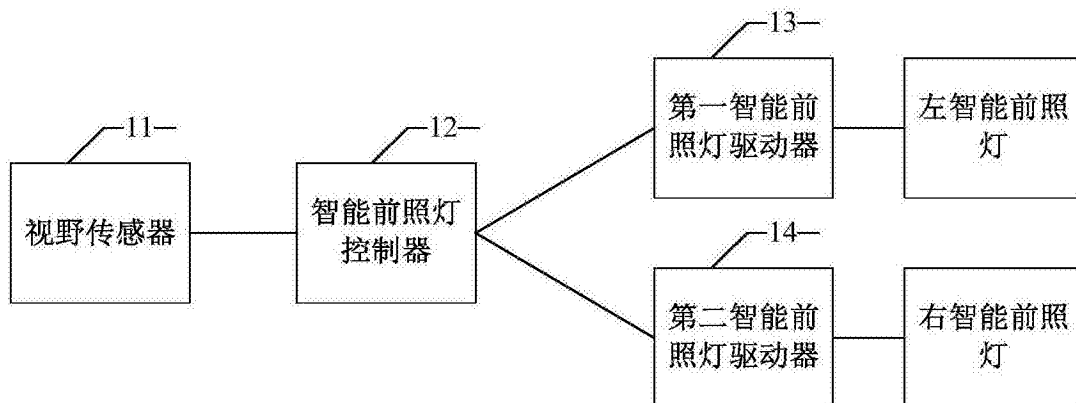 11
视野传感器
12
智能前照灯
控制器
13
第一智能前
照灯驱动器
左智能前照
灯
14
第二智能前
照灯驱动器
右智能前照
灯